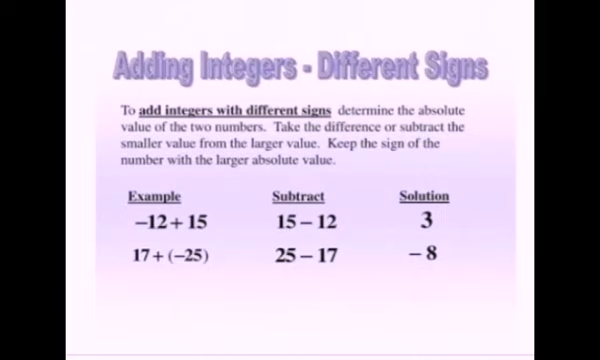 Adding Integers - Different Signs
To add integers with different signs determine the absolute
value of the two numbers. Take the difference or subtract the
smaller value from the larger value. Keep the sign of the
number with the larger absolute value.
Example Subtract Solution
−12 + 15 15 − 12 3
17 + (−25) 25 − 17 − 8